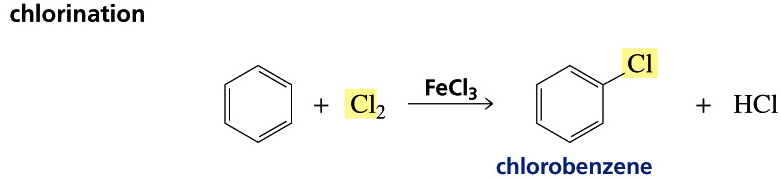 chlorination
Cl
FeCl₃
+ Cl₂ + HCl
chlorobenzene